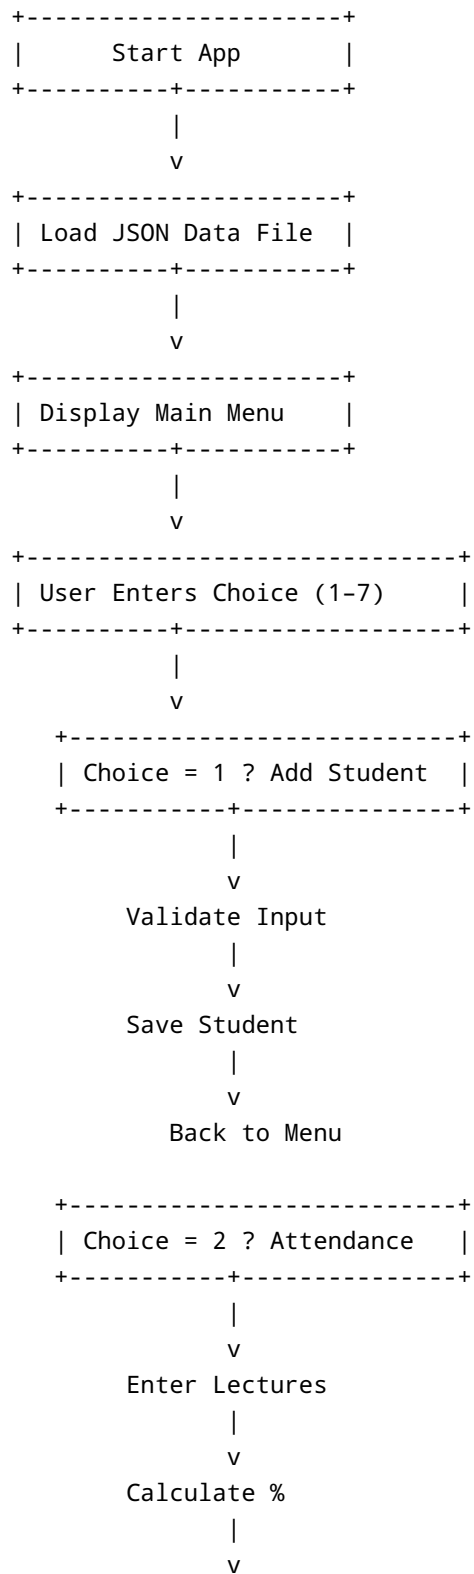 +----------------------+
|      Start App       |
+----------+-----------+
           |
           v
+----------------------+
| Load JSON Data File  |
+----------+-----------+
           |
           v
+----------------------+
| Display Main Menu    |
+----------+-----------+
           |
           v
+------------------------------+
| User Enters Choice (1–7)     |
+----------+-------------------+
           |
           v
   +---------------------------+
   | Choice = 1 ? Add Student  |
   +-----------+---------------+
               |
               v
        Validate Input
               |
               v
        Save Student
               |
               v
           Back to Menu

   +---------------------------+
   | Choice = 2 ? Attendance   |
   +-----------+---------------+
               |
               v
        Enter Lectures
               |
               v
        Calculate %
               |
               v